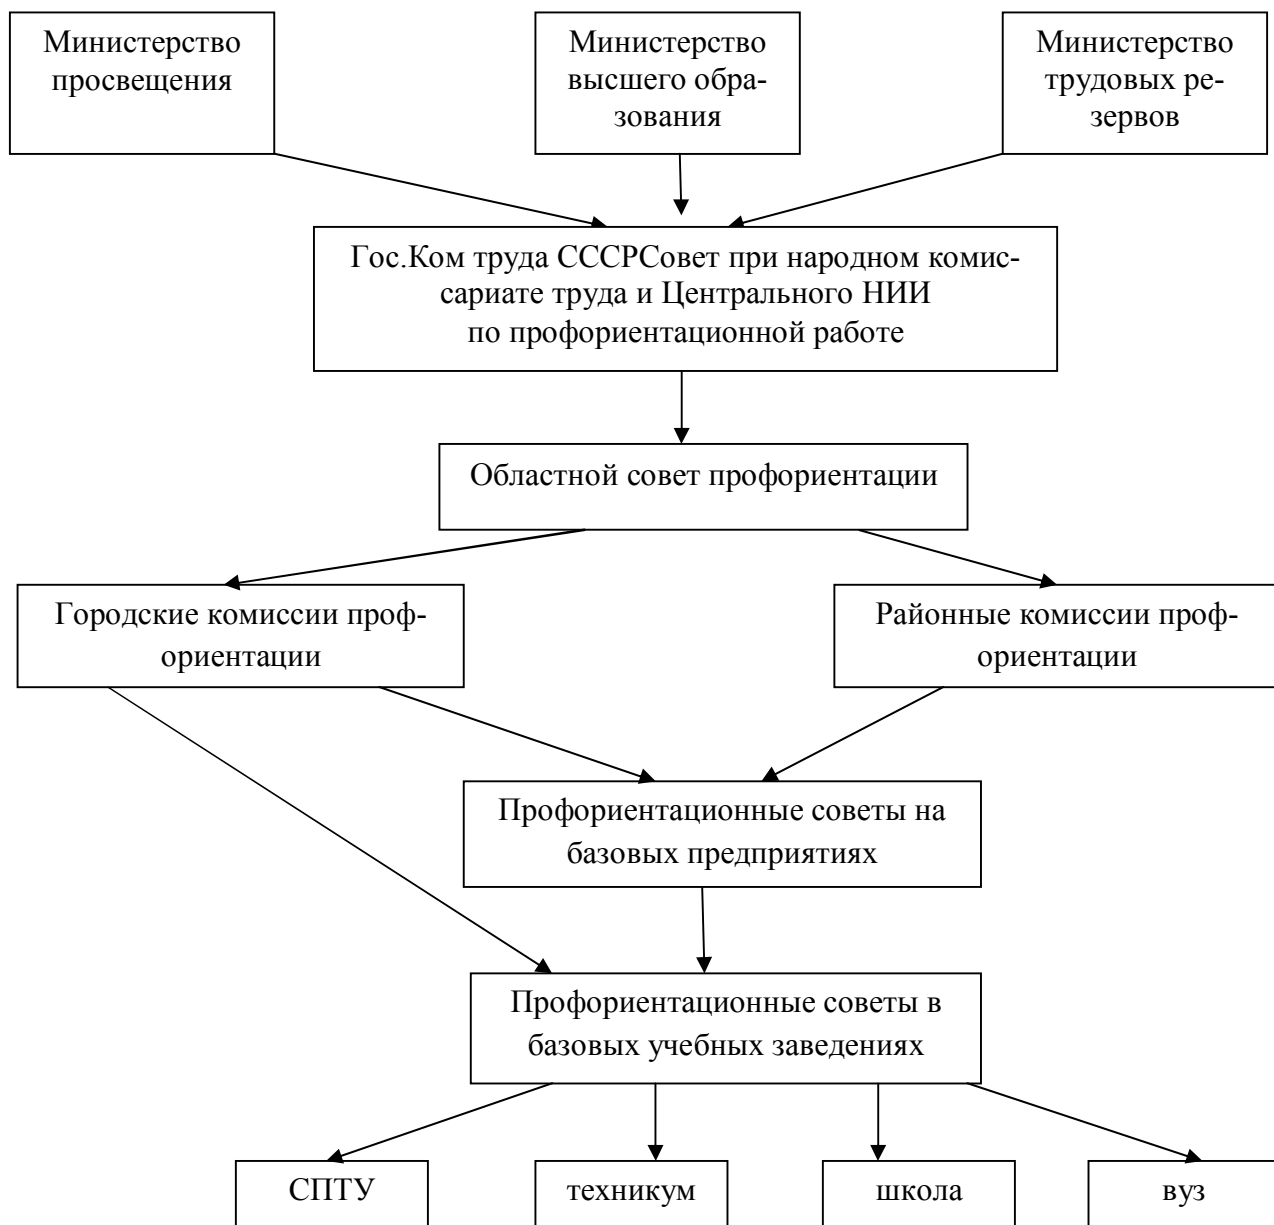 Министерство
просвещения
Министерство
высшего обра-
зования
Министерство
трудовых ре-
зервов
Гос.Ком труда СССРСовет при народном комис-
сариате труда и Центрального НИИ
по профориентационной работе
Областной совет профориентации
Городские комиссии проф-
ориентации
Районные комиссии проф-
ориентации
Профориентационные советы на
базовых предприятиях
Профориентационные советы в
базовых учебных заведениях
СПТУ
техникум
школа
вуз